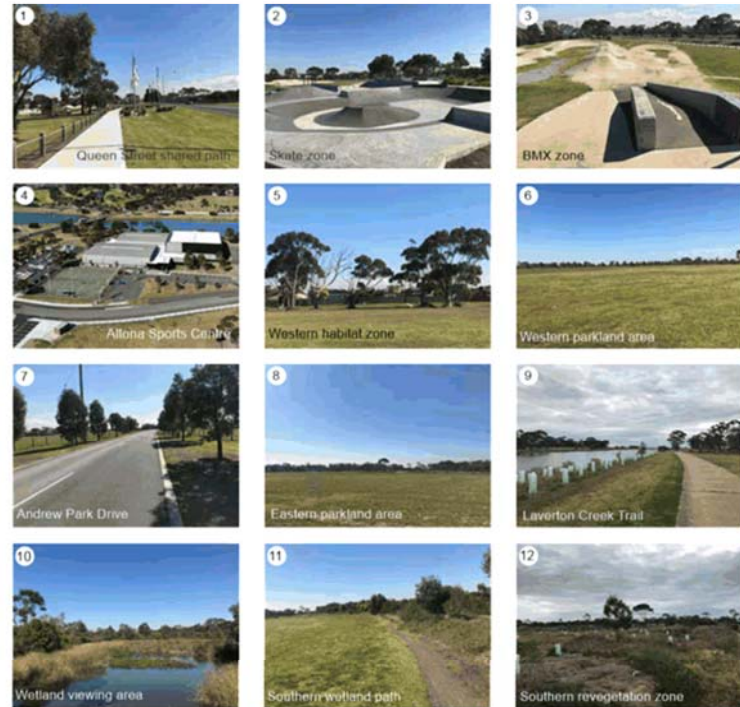 1
Queen Street shared path
2
Skate zone
3
BMX zone
4
Altona Sports Centre
5
Western habitat zone
6
Western parkland area
7
Andrew Park Drive
8
Eastern parkland area
9
Laverton Creek Trail
10
Wetland viewing area
11
Southern wetland path
12
Southern revegetation zone